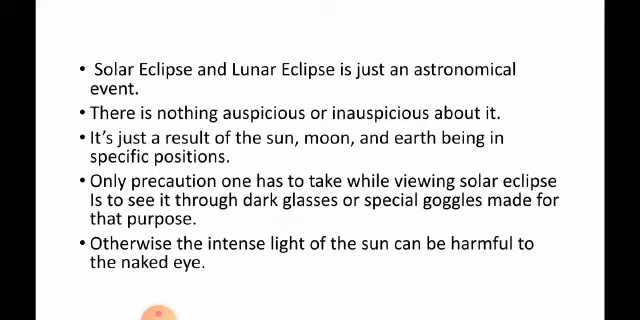 • Solar Eclipse and Lunar Eclipse is just an astronomical
event.
• There is nothing auspicious or inauspicious about it.
• It’s just a result of the sun, moon, and earth being in
specific positions.
• Only precaution one has to take while viewing solar eclipse
Is to see it through dark glasses or special goggles made for
that purpose.
• Otherwise the intense light of the sun can be harmful to
the naked eye.